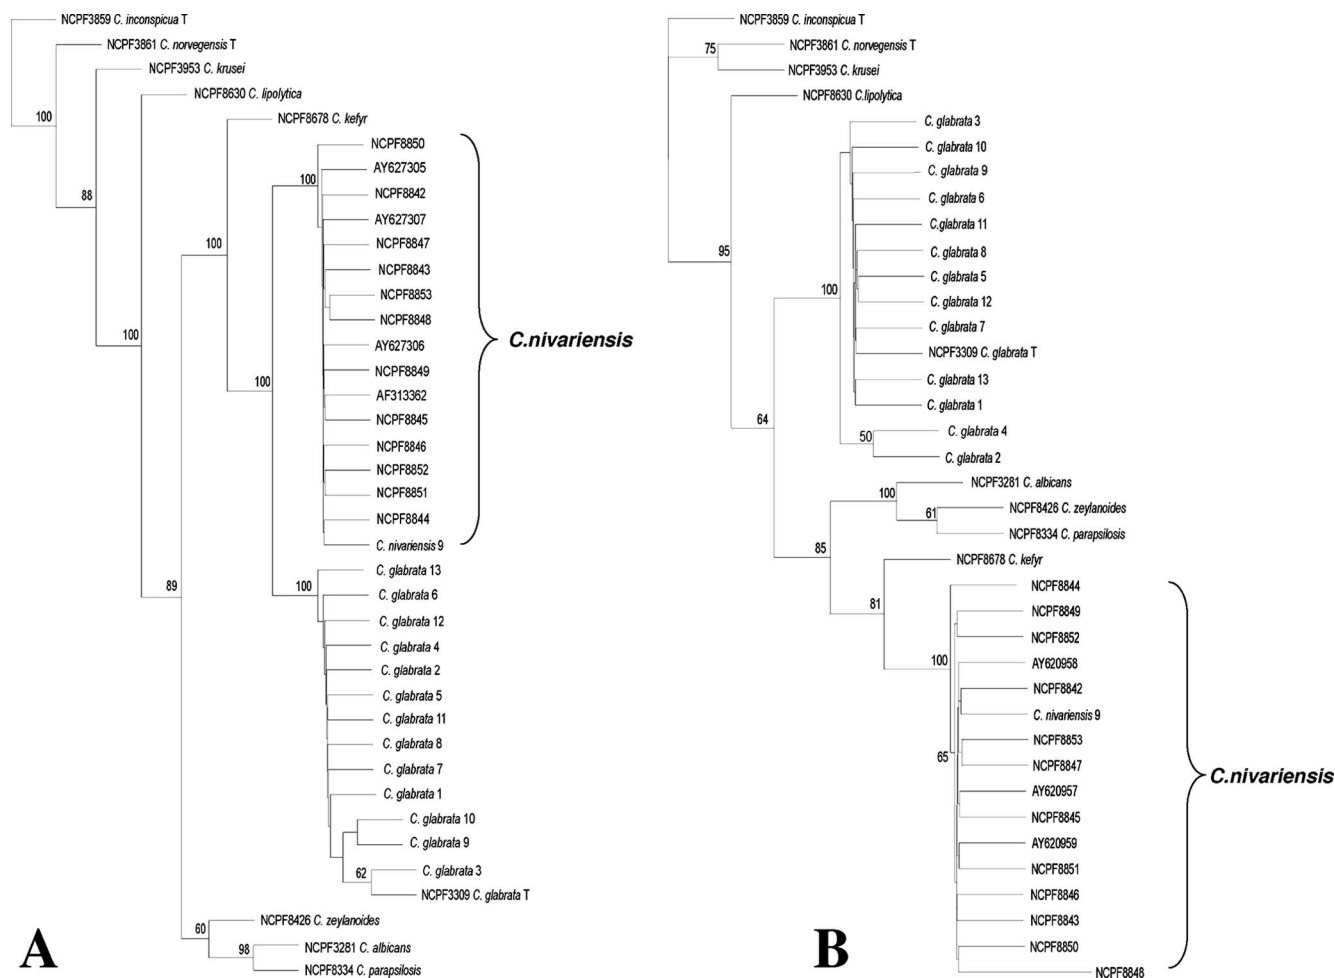 NCPF3859 C. inconspicua T
NCPF3861 C. norvegensis T
NCPF3953 C. krusei
NCPF8630 C. lipolytica
NCPF8678 C. kefyr
NCPF8850
AY627305
NCPF8842
AY627307
NCPF8847
NCPF8843
NCPF8853
NCPF8848
AY627306
NCPF8849
AF313362
NCPF8845
NCPF8846
NCPF8852
NCPF8851
NCPF8844
C. nivariensis 9
C. glabrata 13
C. glabrata 6
C. glabrata 12
C. glabrata 4
C. glabrata 2
C. glabrata 5
C. glabrata 11
C. glabrata 8
C. glabrata 7
C. glabrata 1
C. glabrata 10
C. glabrata 9
C. glabrata 3
NCPF3309 C. glabrata T
NCPF8426 C. zeylanoides
NCPF3281 C. albicans
NCPF8334 C. parapsilosis
100
88
100
89
100
100
100
100
62
60
98
C.nivariensis
A
NCPF3859 C. inconspicua T
NCPF3861 C. norvegensis T
NCPF3953 C. krusei
NCPF8630 C.lipolytica
C. glabrata 3
C. glabrata 10
C. glabrata 9
C. glabrata 6
C.glabrata 11
C. glabrata 8
C. glabrata 5
C. glabrata 12
C. glabrata 7
NCPF3309 C. glabrata T
C. glabrata 13
C. glabrata 1
C. glabrata 4
C. glabrata 2
NCPF3281 C. albicans
NCPF8426 C. zeylanoides
NCPF8334 C. parapsilosis
NCPF8678 C. kefyr
NCPF8844
NCPF8849
NCPF8852
AY620958
NCPF8842
C. nivariensis 9
NCPF8853
NCPF8847
AY620957
NCPF8845
AY620959
NCPF8851
NCPF8846
NCPF8843
NCPF8850
NCPF8848
75
95
100
64
50
100
61
85
81
100
65
C.nivariensis
B